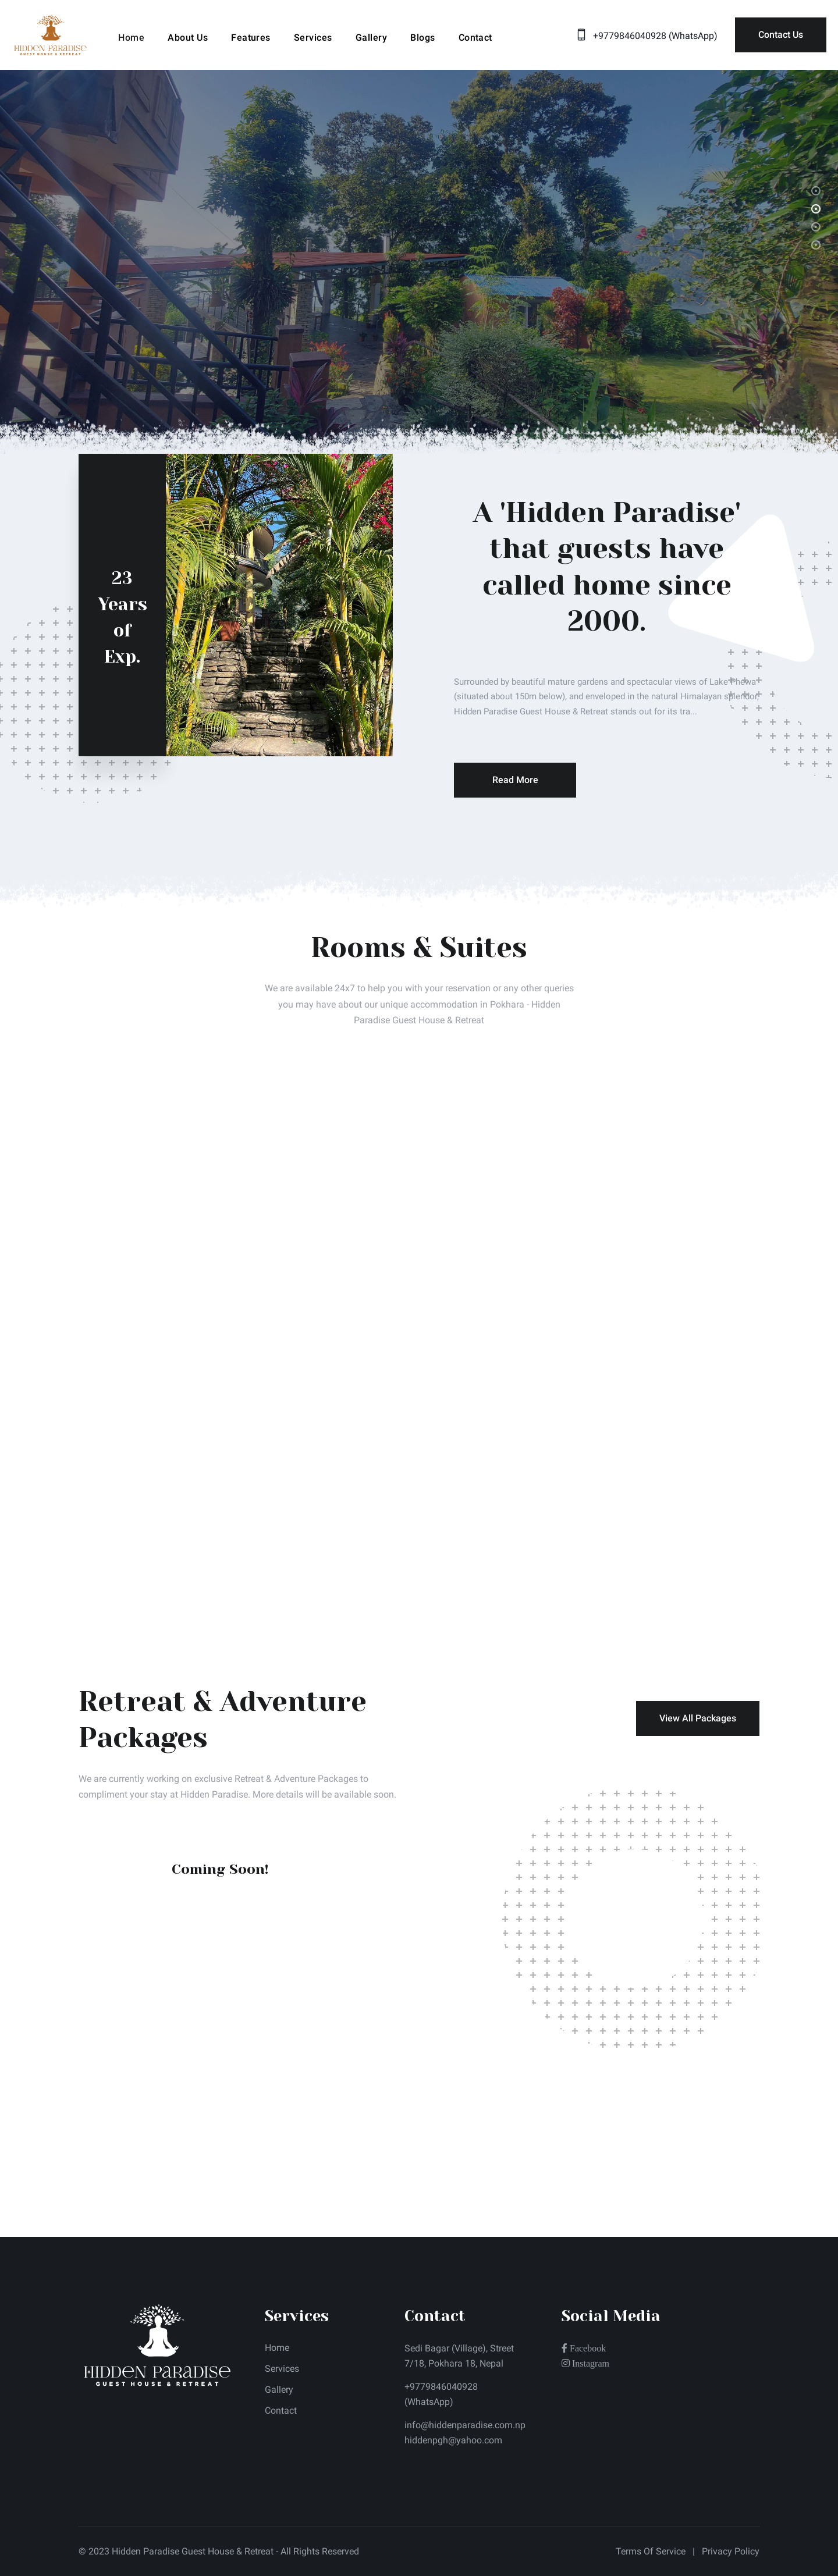 HIDDEN PARADISE
GUEST HOUSE & RETREAT
Home
About Us
Features
Services
Gallery
Blogs
Contact
+9779846040928 (WhatsApp)
Contact Us
23
Years
of
Exp.
A 'Hidden Paradise'
that guests have
called home since
2000.
Surrounded by beautiful mature gardens and spectacular views of Lake Phewa
(situated about 150m below), and enveloped in the natural Himalayan splendor,
Hidden Paradise Guest House & Retreat stands out for its tra...
Read More
Rooms & Suites
We are available 24x7 to help you with your reservation or any other queries
you may have about our unique accommodation in Pokhara - Hidden
Paradise Guest House & Retreat
Retreat & Adventure
Packages
View All Packages
We are currently working on exclusive Retreat & Adventure Packages to
compliment your stay at Hidden Paradise. More details will be available soon.
Coming Soon!
HIDDEN PARADISE
GUEST HOUSE & RETREAT
Services
Home
Services
Gallery
Contact
Contact
Sedi Bagar (Village), Street
7/18, Pokhara 18, Nepal
+9779846040928
(WhatsApp)
info@hiddenparadise.com.np
hiddenpgh@yahoo.com
Social Media
Facebook
Instagram
© 2023 Hidden Paradise Guest House & Retreat - All Rights Reserved
Terms Of Service | Privacy Policy